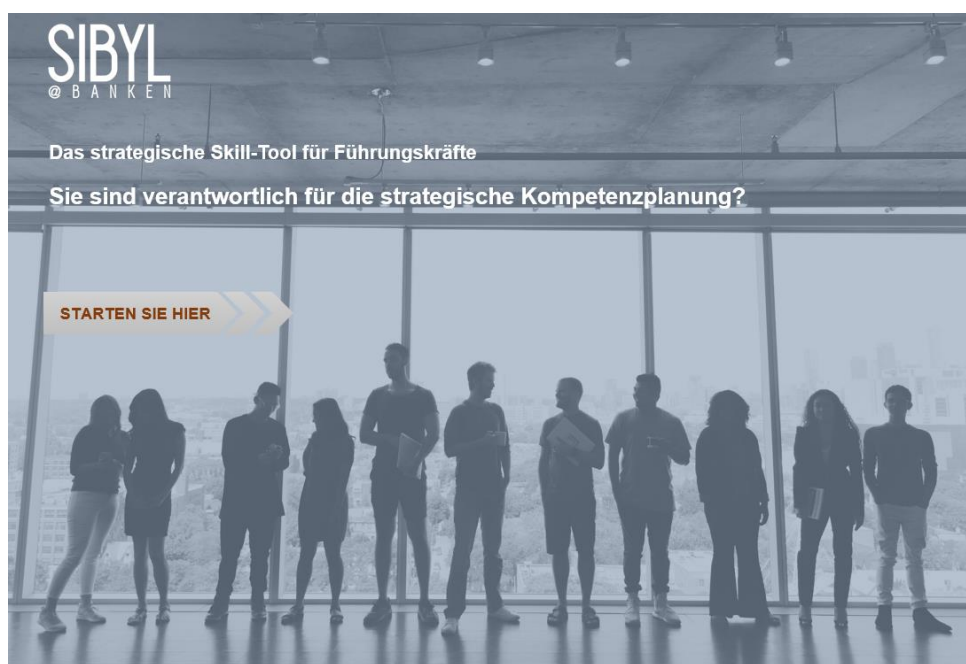 SIBYL
@BANKEN
Das strategische Skill-Tool für Führungskräfte
Sie sind verantwortlich für die strategische Kompetenzplanung?
STARTEN SIE HIER